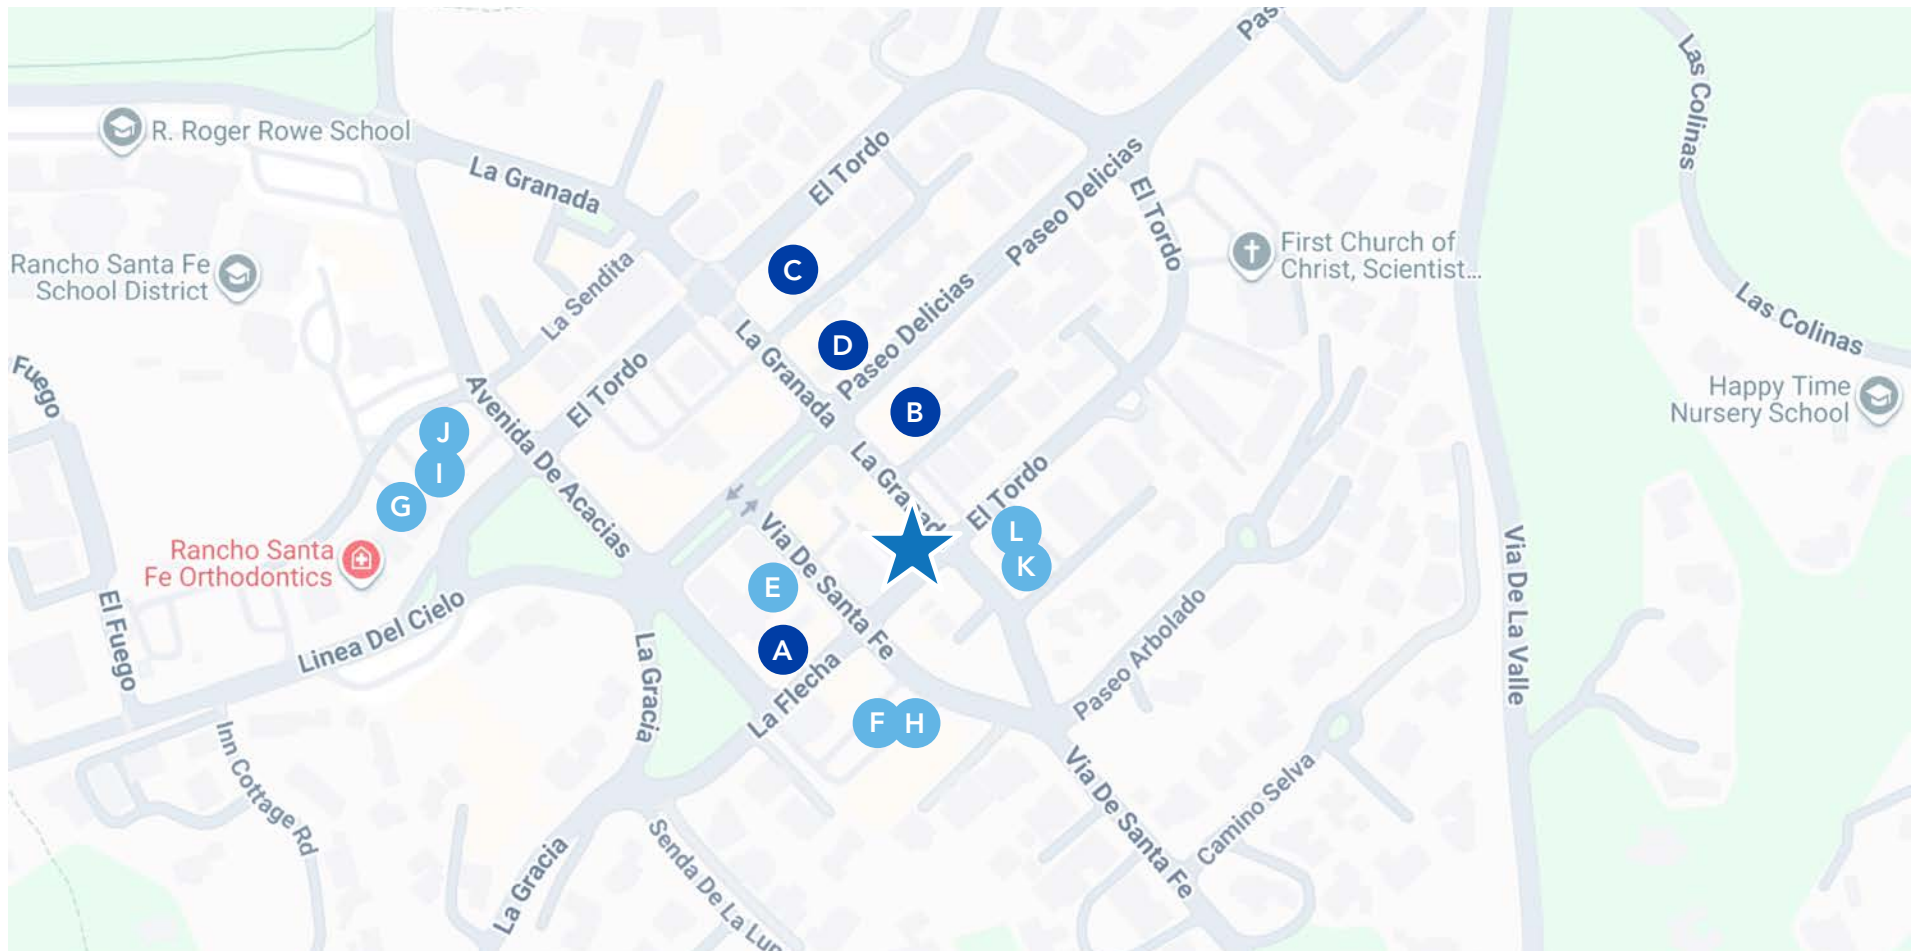 Pas
Las Colinas
R. Roger Rowe School
La Granada
El Tordo
Paseo Delicias
El Tordo
First Church of
Christ, Scientist...
Rancho Santa Fe
School District
C
La Sendita
Las Colinas
La Granada
D
Paseo Delicias
Fuego
Avenida De Acacias
El Tordo
B
Happy Time
Nursery School
J
I
G
La Granad
El Tordo
L
K
Via De Santa Fe
Rancho Santa
Fe Orthodontics
E
A
El Fuego
Linea Del Cielo
La Gracia
La Flecha
F
H
Paseo Arbolado
Via De La Valle
Inn Cottage Rd
Via De Santa Fe
Camino Selva
La Gracia
Senda De La Lun